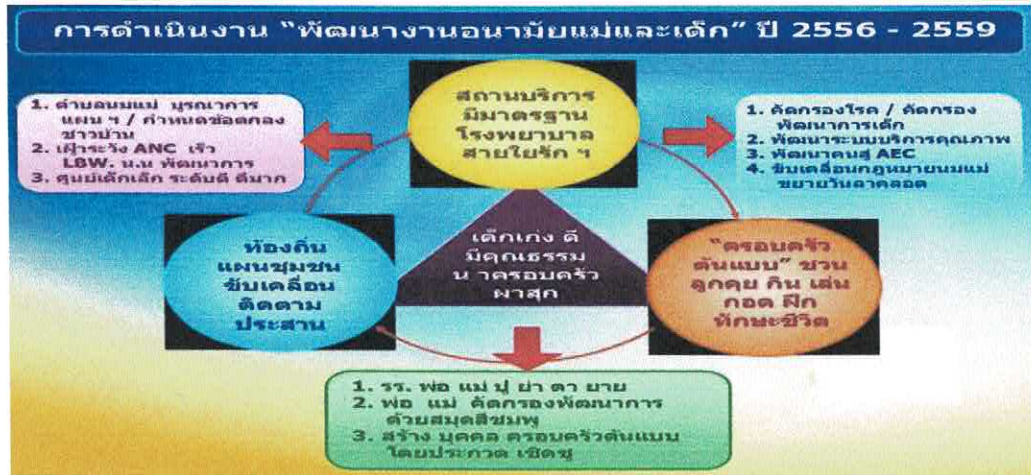 การดำเนินงาน “พัฒนางานอนามัยแม่และเด็ก” ปี 2556 - 2559
สถานบริการ
มีมาตรฐาน
โรงพยาบาล
สายใยรัก ฯ
1. ตำบลนมแม่ บูรณาการ
แผน ฯ / กำหนดข้อตกลง
ชาวบ้าน
2. เฝ้าระวัง ANC เร็ว
LBW. น.น พัฒนาการ
3. ศูนย์เด็กเล็ก ระดับดี ดีมาก
1. คัดกรองโรค / คัดกรอง
พัฒนาการเด็ก
2. พัฒนาระบบบริการคุณภาพ
3. พัฒนาคนสู่ AEC
4. ขับเคลื่อนกฎหมายนมแม่
ขยายวันลาคลอด
ท้องถิ่น
แผนชุมชน
ขับเคลื่อน
ติดตาม
ประสาน
เด็กเก่ง ดี
มีคุณธรรม
น าครอบครัว
ผาสุก
“ครอบครัว
ต้นแบบ” ชวน
ลูกคุย กิน เล่น
กอด ฝึก
ทักษะชีวิต
1. รร. พ่อ แม่ ปู่ ย่า ตา ยาย
2. พ่อ แม่ คัดกรองพัฒนาการ
ด้วยสมุดสีชมพู
3. สร้าง บุคคล ครอบครัวต้นแบบ
โดยประกวด เชิดชู